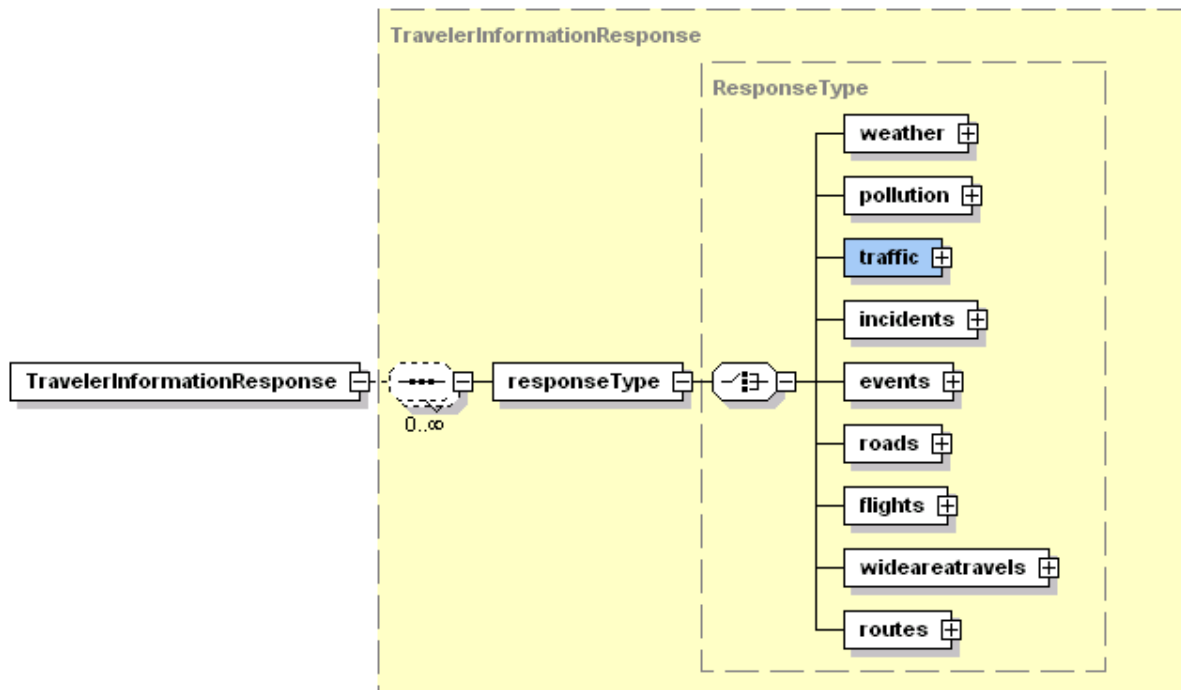 TravelerInformationResponse
ResponseType
weather
pollution
traffic
incidents
TravelerInformationResponse
responseType
events
0..∞
roads
flights
wideareatravels
routes